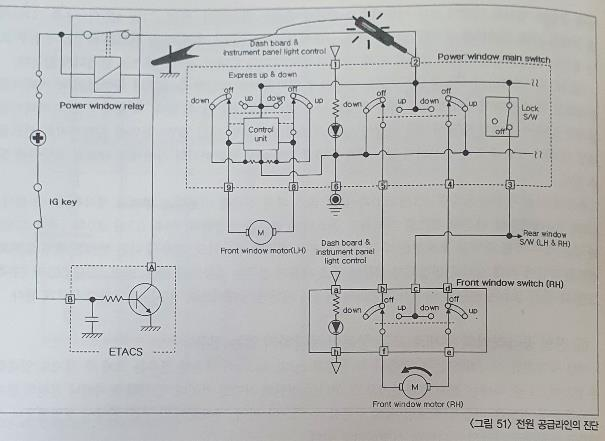 Dash board &
instrument panel light control
Power window main switch
1
2
Power window relay
Express up & down
off
off
down
up
down
up
Control
unit
down
off
up
down
off
up
Lock
S/W
off
9
8
6
5
4
3
M
Front window motor(LH)
IG key
Dash board &
instrument panel
light control
Rear window
S/W (LH & RH)
A
B
ETACS
Front window switch (RH)
a
b
c
d
down
off
up
down
off
up
h
f
e
M
Front window motor (RH)
<그림 51> 전원 공급라인의 진단